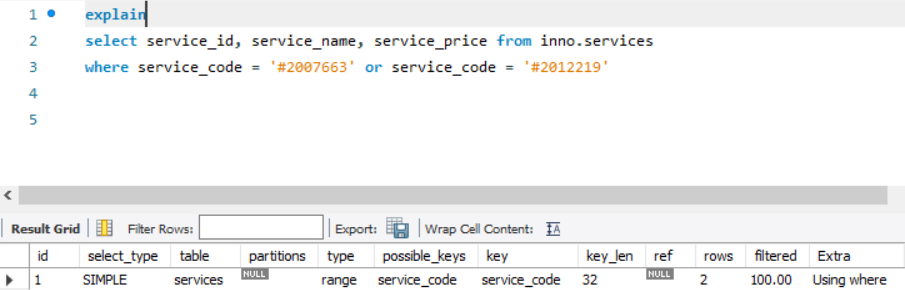 1 explain
2 select service_id, service_name, service_price from inno.services
3 where service_code = '#2007663' or service_code = '#2012219'
4
5
Result Grid Filter Rows: Export: Wrap Cell Content: IA
id select_type table partitions type possible_keys key key_len ref rows filtered Extra
1 SIMPLE services NULL range service_code service_code 32 NULL 2 100.00 Using where